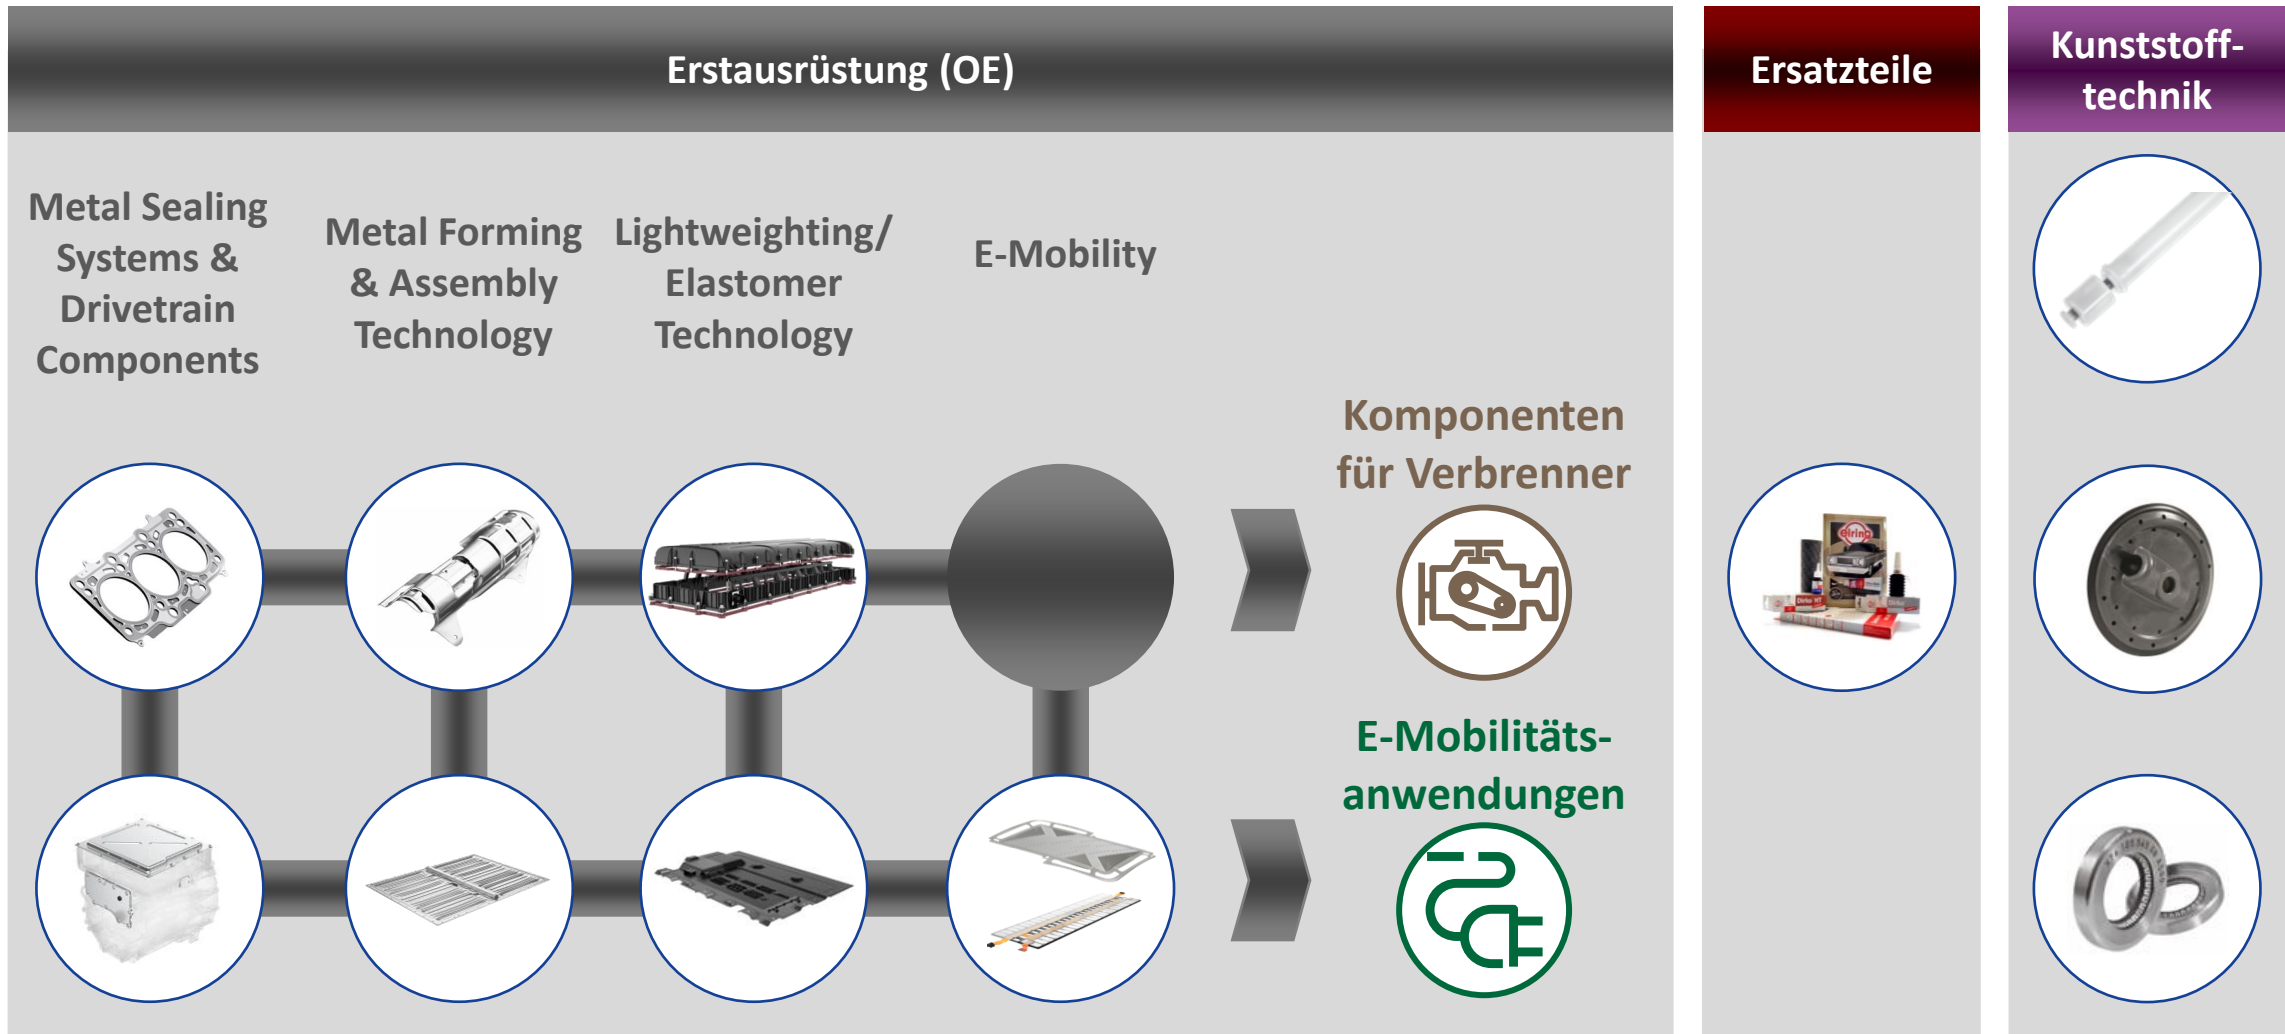 Erstausrüstung (OE)
Ersatzteile
Kunststoff-
technik
Metal Sealing
Systems &
Drivetrain
Components
Metal Forming
& Assembly
Technology
Lightweighting/
Elastomer
Technology
E-Mobility
Komponenten
für Verbrenner
E-Mobilitäts-
anwendungen
elring